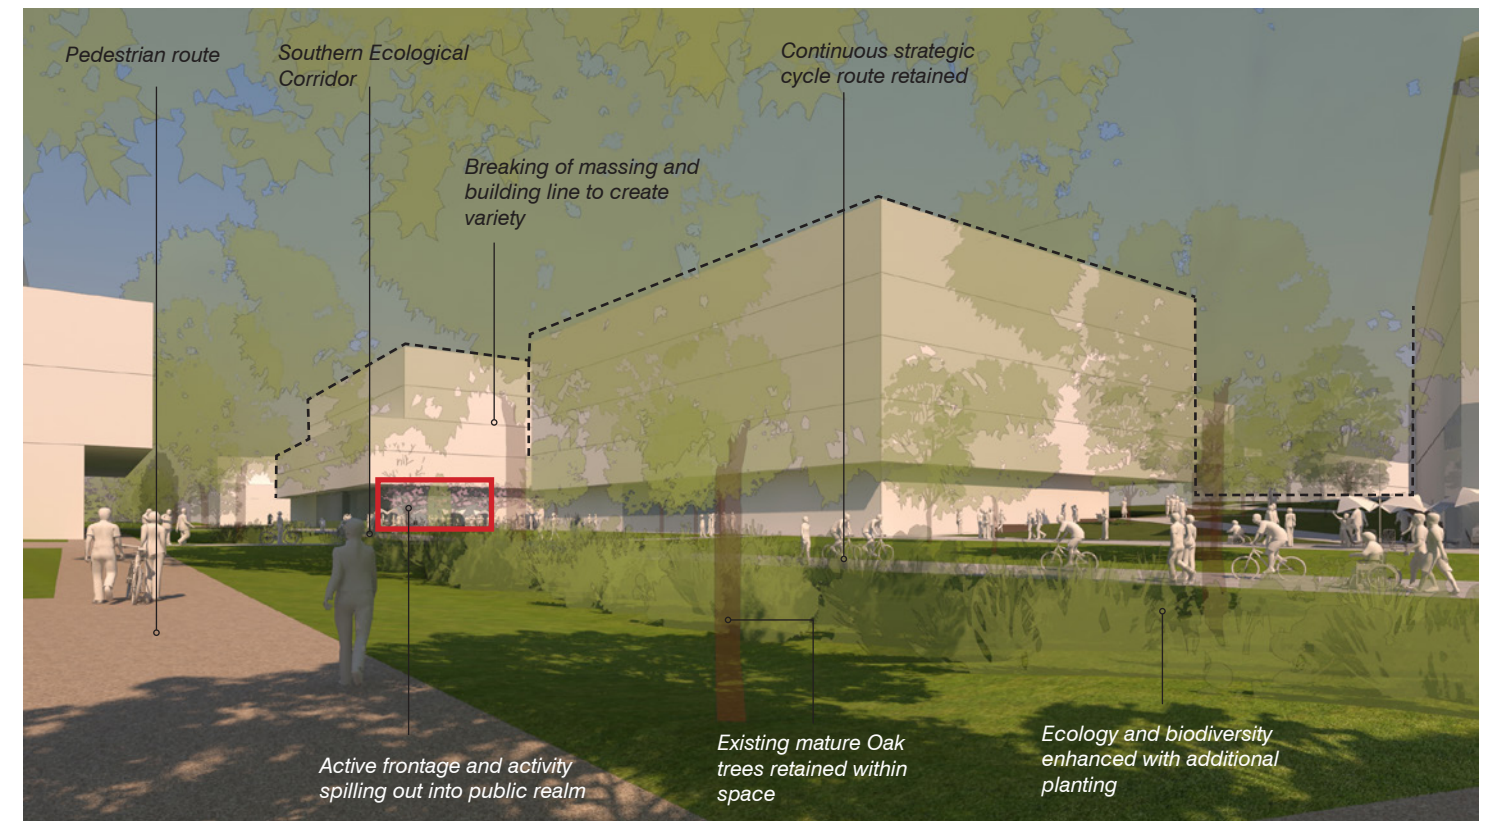 Pedestrian route
Southern Ecological
Corridor
Continuous strategic
cycle route retained
Breaking of massing and
building line to create
variety
Active frontage and activity
spilling out into public realm
Existing mature Oak
trees retained within
space
Ecology and biodiversity
enhanced with additional
planting